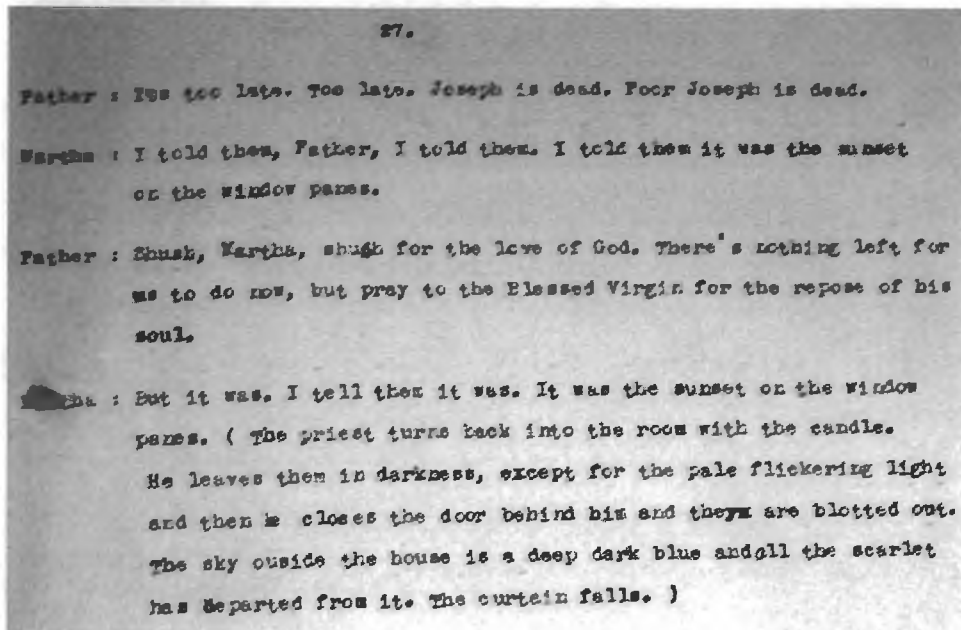 27.
Father : Yes too late. Too late. Joseph is dead. Poor Joseph is dead.
Martha : I told them, Father, I told them. I told them it was the sunset
on the window panes.
Father : Shush, Martha, shugh for the love of God. There's nothing left for
us to do now, but pray to the Blessed Virgin for the repose of his
soul.
Martha : But it was. I tell them it was. It was the sunset on the window
panes. ( The priest turns back into the room with the candle.
He leaves them in darkness, except for the pale flickering light
and then closes the door behind him and they are blotted out.
The sky ouside the house is a deep dark blue andall the scarlet
has departed from it. The curtain falls. )